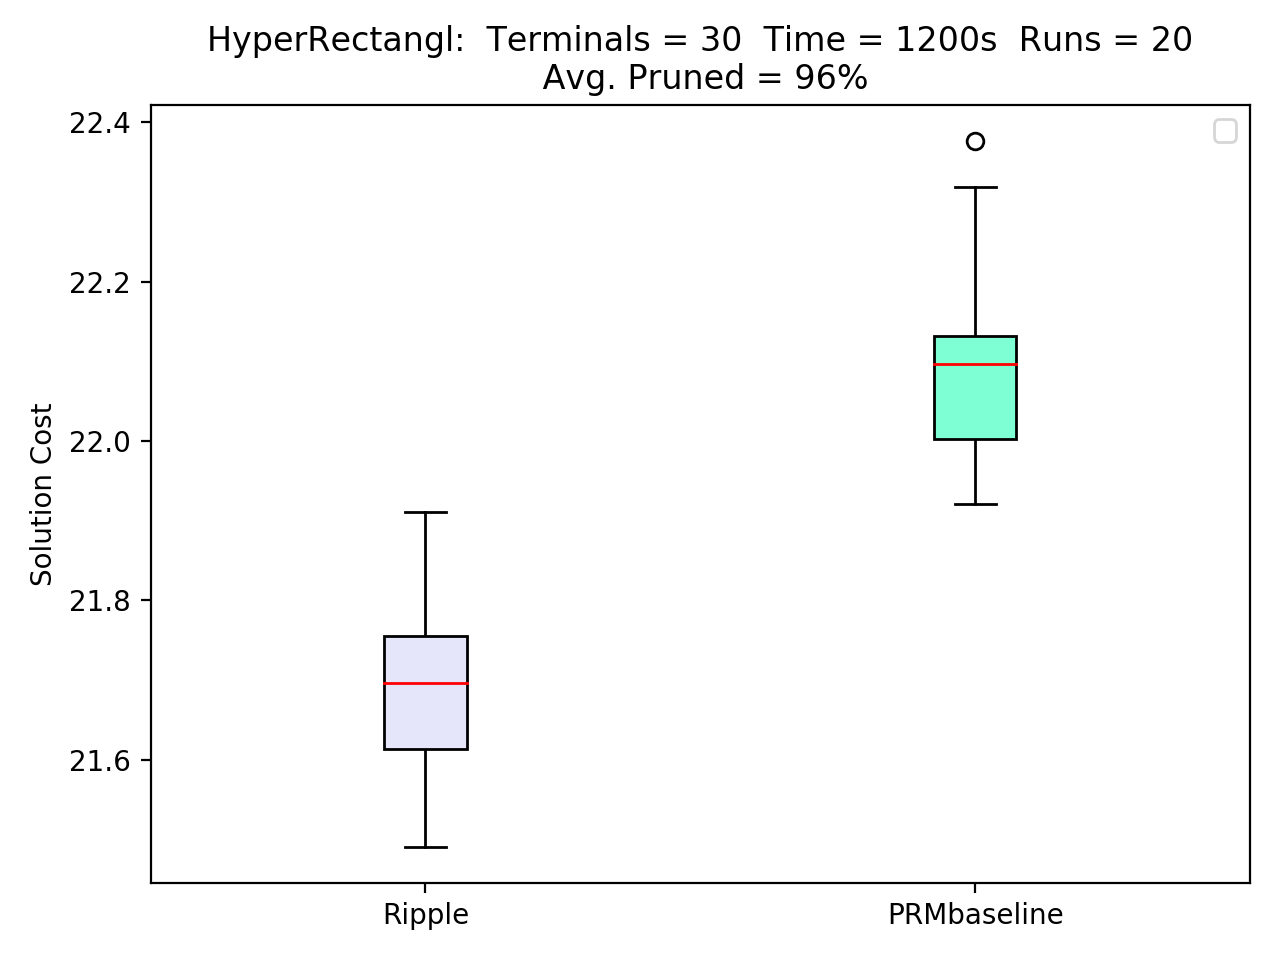 HyperRectangl:  Terminals = 30  Time = 1200s  Runs = 20
Avg. Pruned = 96%
22.4
22.2
22.0
21.8
21.6
Solution Cost
Ripple
PRMbaseline